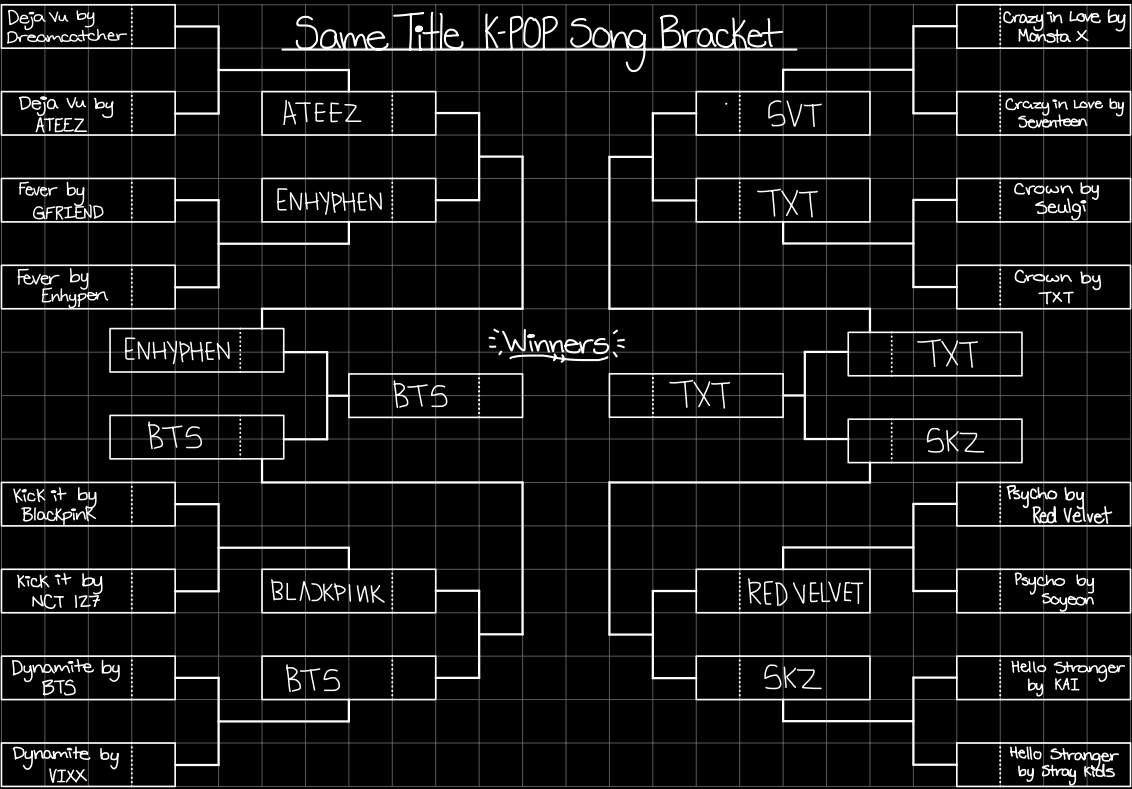 Same Title K-POP Song Bracket
Deja Vu by
Dreamcatcher
Deja Vu by
ATEEZ
Fever by
GFRIEND
Fever by
Enhypen
ATEEZ
ENHYPHEN
ENHYPHEN
BTS
BTS
Kick it by
Blackpink
Kick it by
NCT 127
Dynamite by
BTS
Dynamite by
VIXX
BLACKPINK
BTS
Winners
TXT
Crazy in Love by
Monsta X
Crazy in Love by
Seventeen
Crown by
Seulgi
Crown by
TXT
SVT
TXT
TXT
SKZ
Psycho by
Red Velvet
Psycho by
Soyeon
Hello Stranger
by KAI
Hello Stranger
by Stray Kids
RED VELVET
SKZ